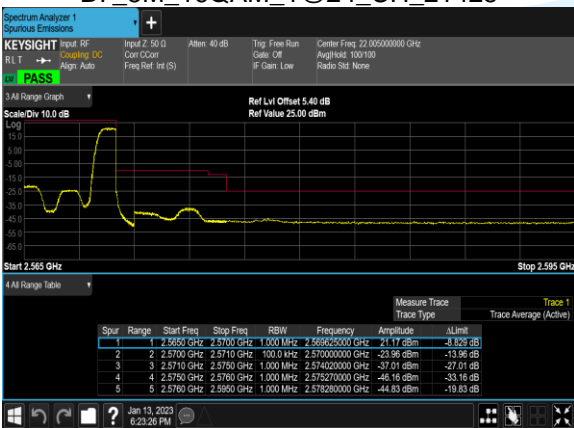 Spectrum Analyzer 1
Spurious Emissions
+
KEYSIGHT Input: RF Input Z: 50 Ω Atten: 40 dB Trig: Free Run Center Freq: 22.005000000 GHz
RLT Coupling: DC Corr CCorr Gate: Off Avg|Hold: 100/100
Align: Auto Freq Ref: Int (S) IF Gain: Low Radio Std: None
PASS
3 All Range Graph
Ref Lvl Offset 5.40 dB
Scale/Div 10.0 dB Ref Value 25.00 dBm
Log
15.0
5.00
-5.00
-15.0
-25.0
-35.0
-45.0
-55.0
-65.0
Start 2.565 GHz Stop 2.595 GHz
4 All Range Table
Measure Trace Trace 1
Trace Type Trace Average (Active)
Spur Range Start Freq Stop Freq RBW Frequency Amplitude ΔLimit
1 1 2.5650 GHz 2.5700 GHz 1.000 MHz 2.569625000 GHz 21.17 dBm -8.829 dB
2 2 2.5700 GHz 2.5710 GHz 100.0 kHz 2.570000000 GHz -23.96 dBm -13.96 dB
3 3 2.5710 GHz 2.5750 GHz 1.000 MHz 2.574020000 GHz -37.01 dBm -27.01 dB
4 4 2.5750 GHz 2.5760 GHz 1.000 MHz 2.575270000 GHz -46.16 dBm -33.16 dB
5 5 2.5760 GHz 2.5950 GHz 1.000 MHz 2.578280000 GHz -44.83 dBm -19.83 dB
Jan 13, 2023
6:23:26 PM